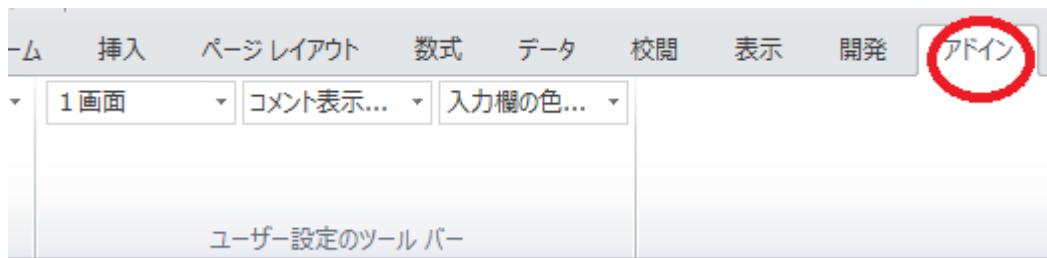 ーム 挿入 ページ レイアウト 数式 データ 校閲 表示 開発 アドイン
1画面 コメント表示... 入力欄の色...
ユーザー設定のツール バー